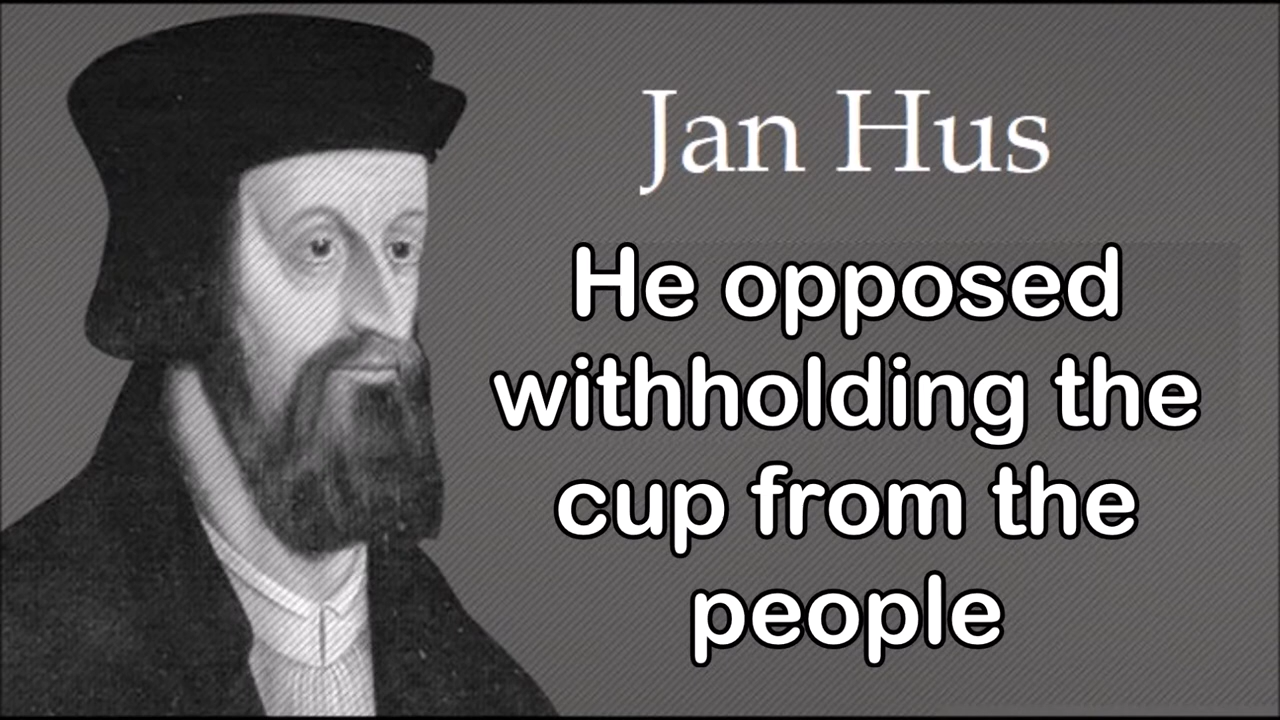 Jan Hus
He opposed
withholding the
cup from the
people